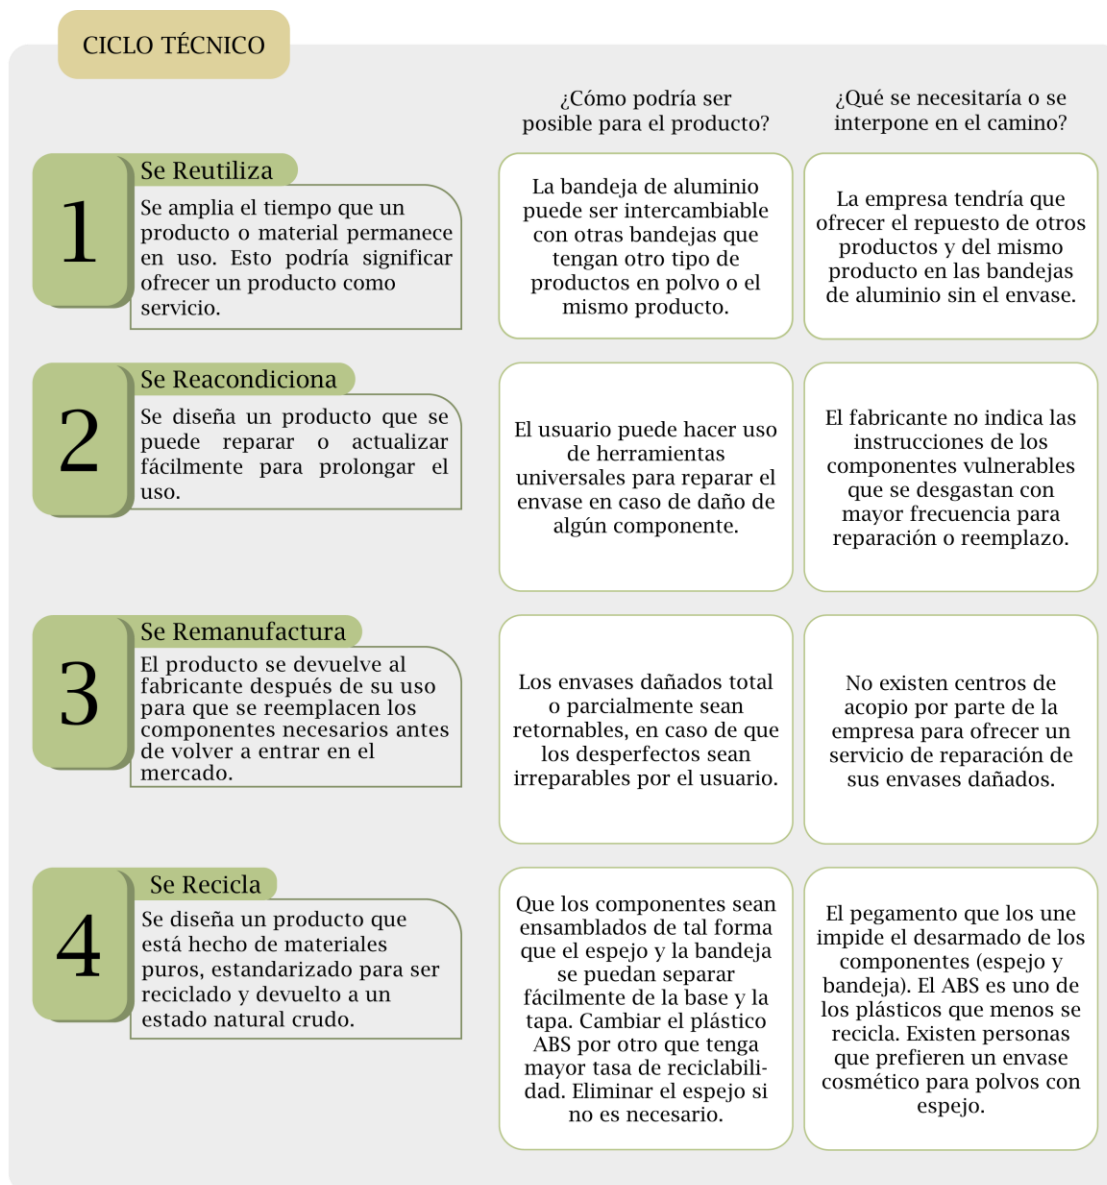 CICLO TÉCNICO
¿Cómo podría ser
posible para el producto?
¿Qué se necesitaría o se
interpone en el camino?
1
Se Reutiliza
Se amplia el tiempo que un
producto o material permanece
en uso. Esto podría significar
ofrecer un producto como
servicio.
La bandeja de aluminio
puede ser intercambiable
con otras bandejas que
tengan otro tipo de
productos en polvo o el
mismo producto.
La empresa tendría que
ofrecer el repuesto de otros
productos y del mismo
producto en las bandejas
de aluminio sin el envase.
2
Se Reacondiciona
Se diseña un producto que se
puede reparar o actualizar
fácilmente para prolongar el
uso.
El usuario puede hacer uso
de herramientas
universales para reparar el
envase en caso de daño de
algún componente.
El fabricante no indica las
instrucciones de los
componentes vulnerables
que se desgastan con
mayor frecuencia para
reparación o reemplazo.
3
Se Remanufactura
El producto se devuelve al
fabricante después de su uso
para que se reemplacen los
componentes necesarios antes
de volver a entrar en el
mercado.
Los envases dañados total
o parcialmente sean
retornables, en caso de que
los desperfectos sean
irreparables por el usuario.
No existen centros de
acopio por parte de la
empresa para ofrecer un
servicio de reparación de
sus envases dañados.
4
Se Recicla
Se diseña un producto que
está hecho de materiales
puros, estandarizado para ser
reciclado y devuelto a un
estado natural crudo.
Que los componentes sean
ensamblados de tal forma
que el espejo y la bandeja
se puedan separar
fácilmente de la base y la
tapa. Cambiar el plástico
ABS por otro que tenga
mayor tasa de reciclabili-
dad. Eliminar el espejo si
no es necesario.
El pegamento que los une
impide el desarmado de los
componentes (espejo y
bandeja). El ABS es uno de
los plásticos que menos se
recicla. Existen personas
que prefieren un envase
cosmético para polvos con
espejo.